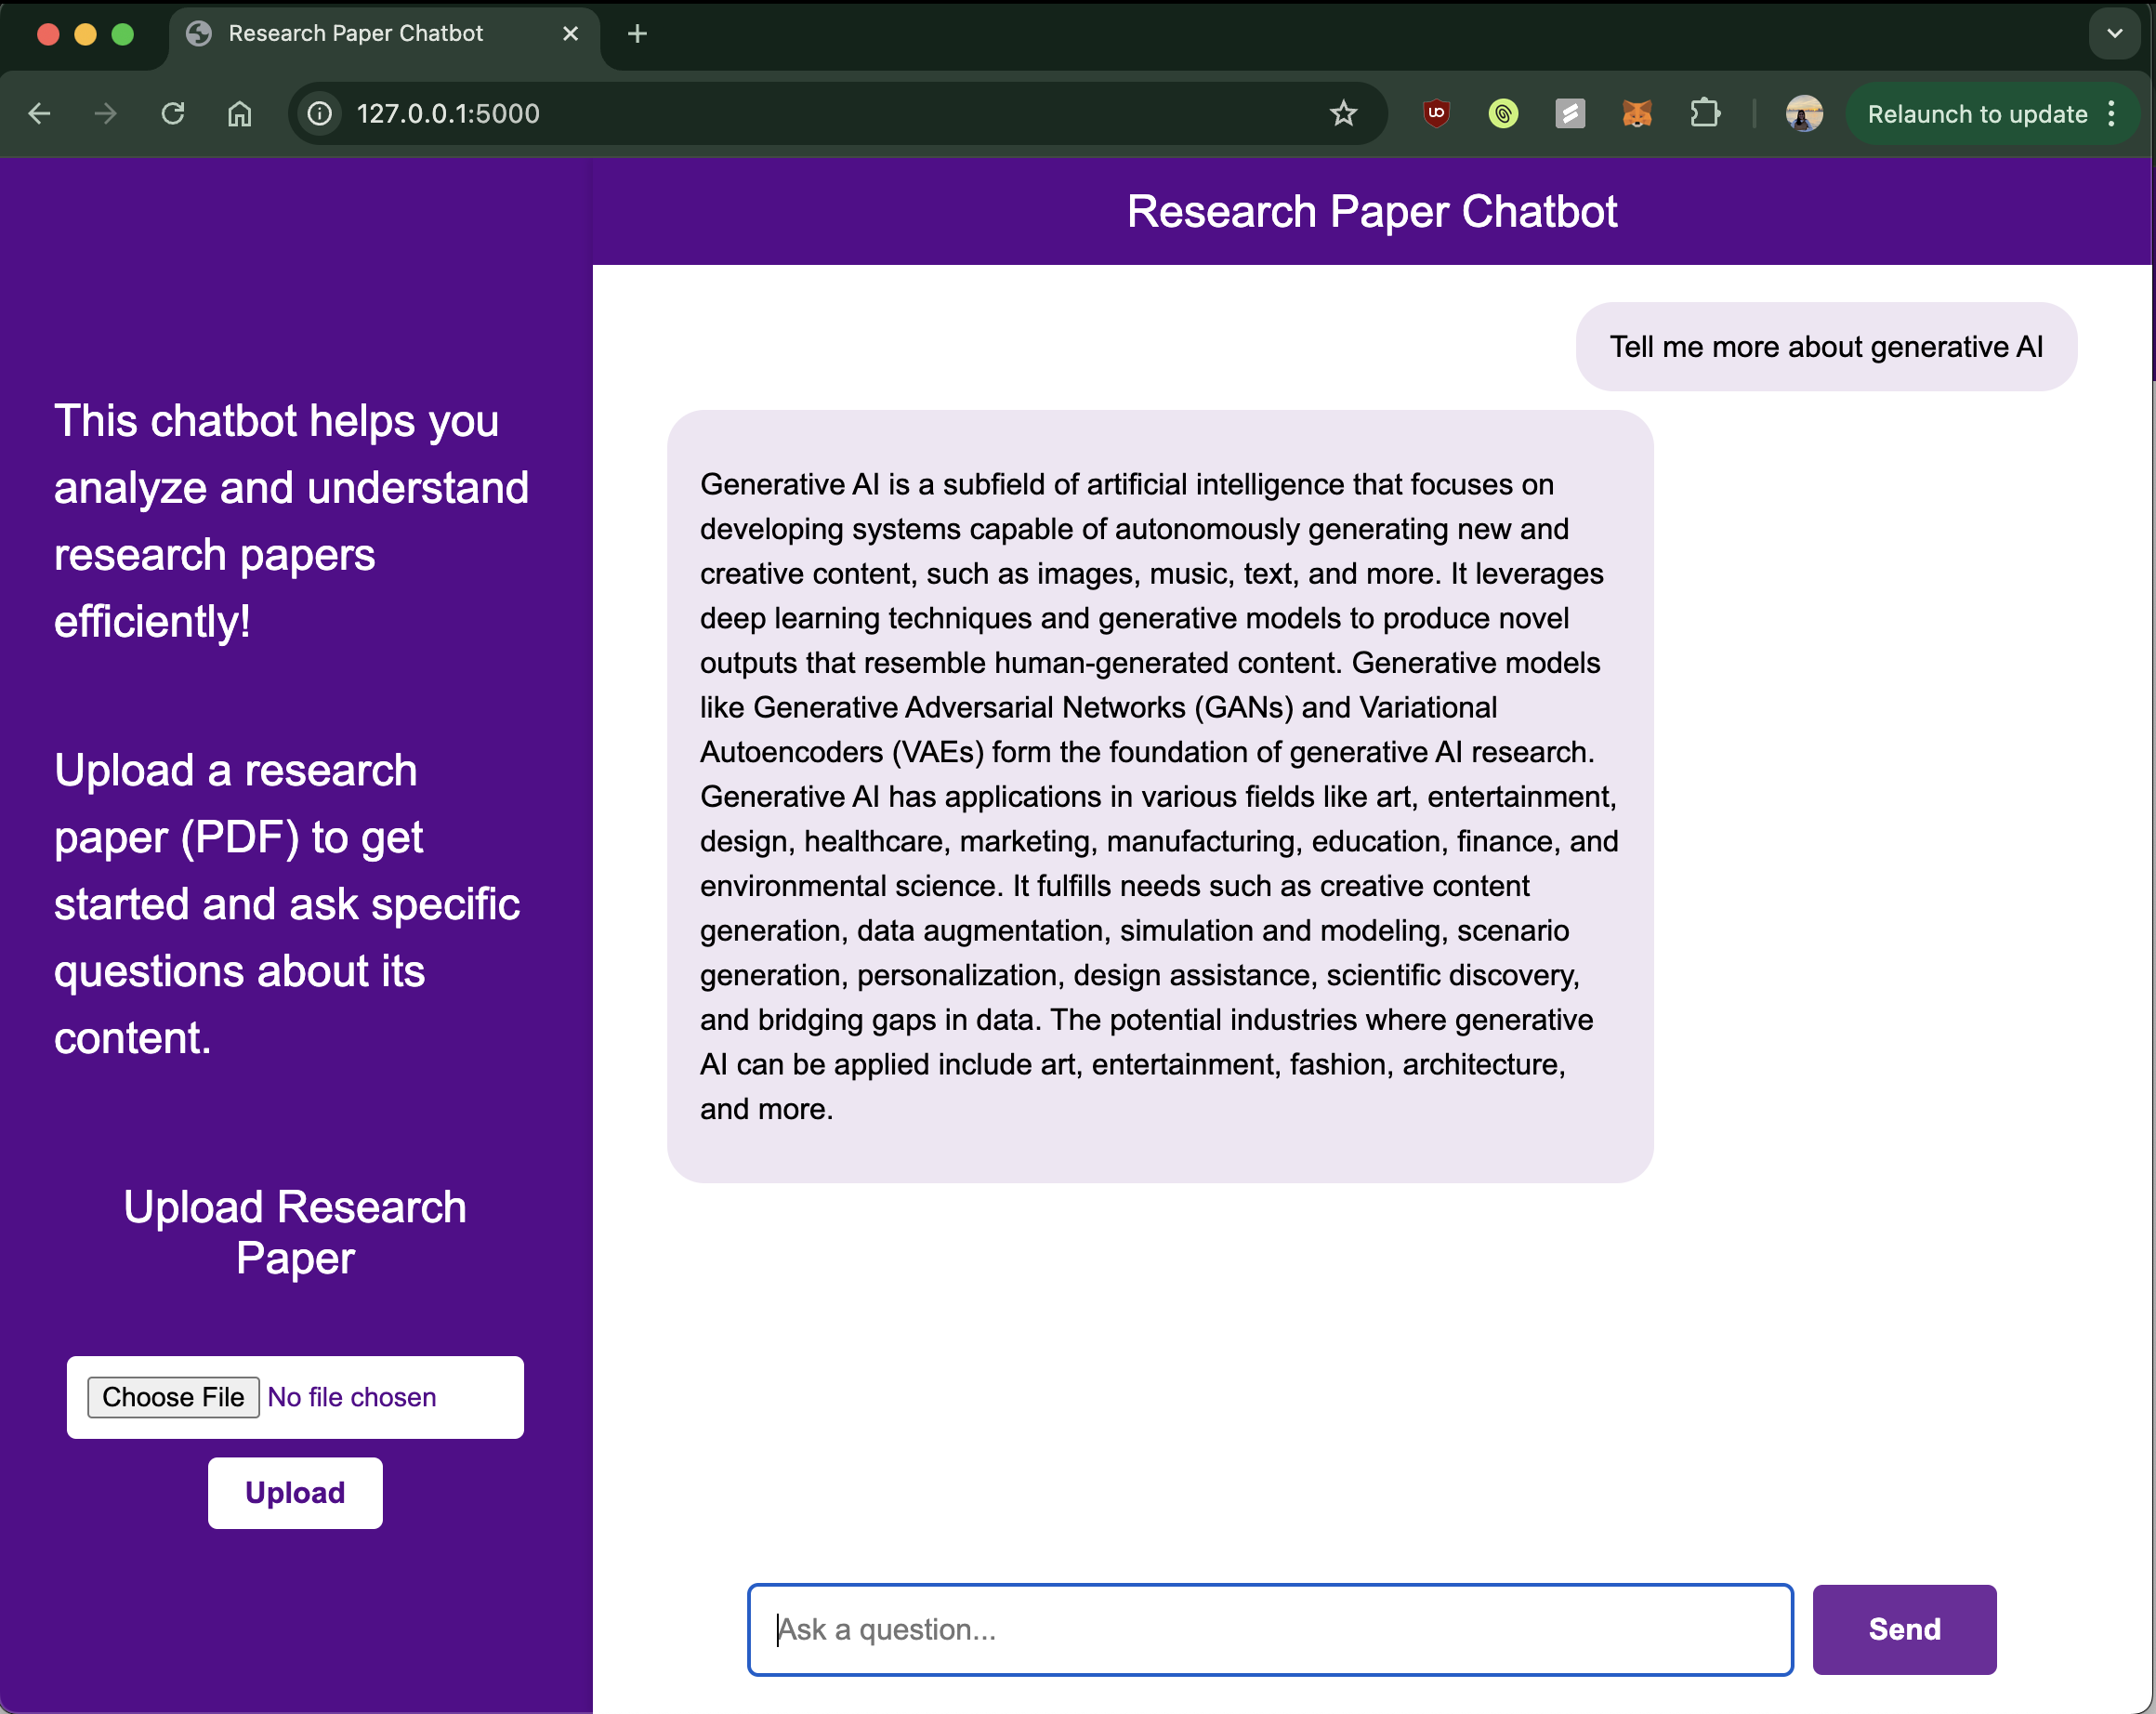 Research Paper Chatbot
127.0.0.1:5000
Relaunch to update
Research Paper Chatbot
This chatbot helps you
analyze and understand
research papers
efficiently!
Upload a research
paper (PDF) to get
started and ask specific
questions about its
content.
Upload Research
Paper
Choose File No file chosen
Upload
Tell me more about generative AI
Generative AI is a subfield of artificial intelligence that focuses on
developing systems capable of autonomously generating new and
creative content, such as images, music, text, and more. It leverages
deep learning techniques and generative models to produce novel
outputs that resemble human-generated content. Generative models
like Generative Adversarial Networks (GANs) and Variational
Autoencoders (VAEs) form the foundation of generative AI research.
Generative AI has applications in various fields like art, entertainment,
design, healthcare, marketing, manufacturing, education, finance, and
environmental science. It fulfills needs such as creative content
generation, data augmentation, simulation and modeling, scenario
generation, personalization, design assistance, scientific discovery,
and bridging gaps in data. The potential industries where generative
AI can be applied include art, entertainment, fashion, architecture,
and more.
Ask a question...
Send